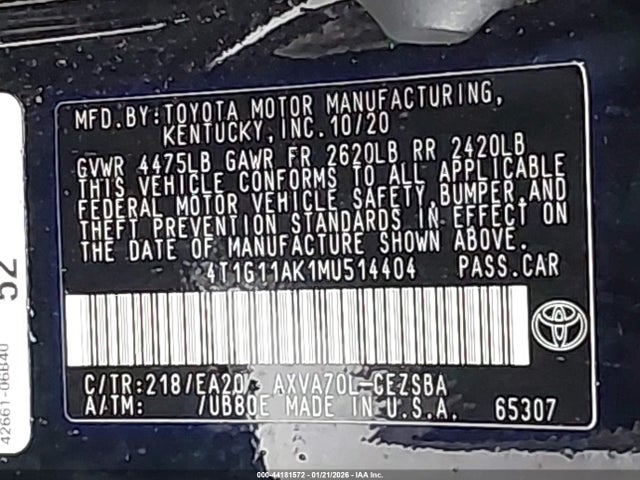 MFD.BY:TOYOTA MOTOR MANUFACTURING,
KENTUCKY,INC.10/20
GVWR 4475LB GAWR FR 2620LB RR 2420LB
THIS VEHICLE CONFORMS TO ALL APPLICABLE
FEDERAL MOTOR VEHICLE SAFETY,BUMPER,AND
THEFT PREVENTION STANDARDS IN EFFECT ON
THE DATE OF MANUFACTURE SHOWN ABOVE.
4T1G11AK1MU514404 PASS.CAR
C/TR:218/EA20 AXVA70L-CEZSBA
A/TM: /UB80E MADE IN U.S.A. 65307
52
42661-06B40
000-44181572 - 01/21/2026 - IAA Inc.